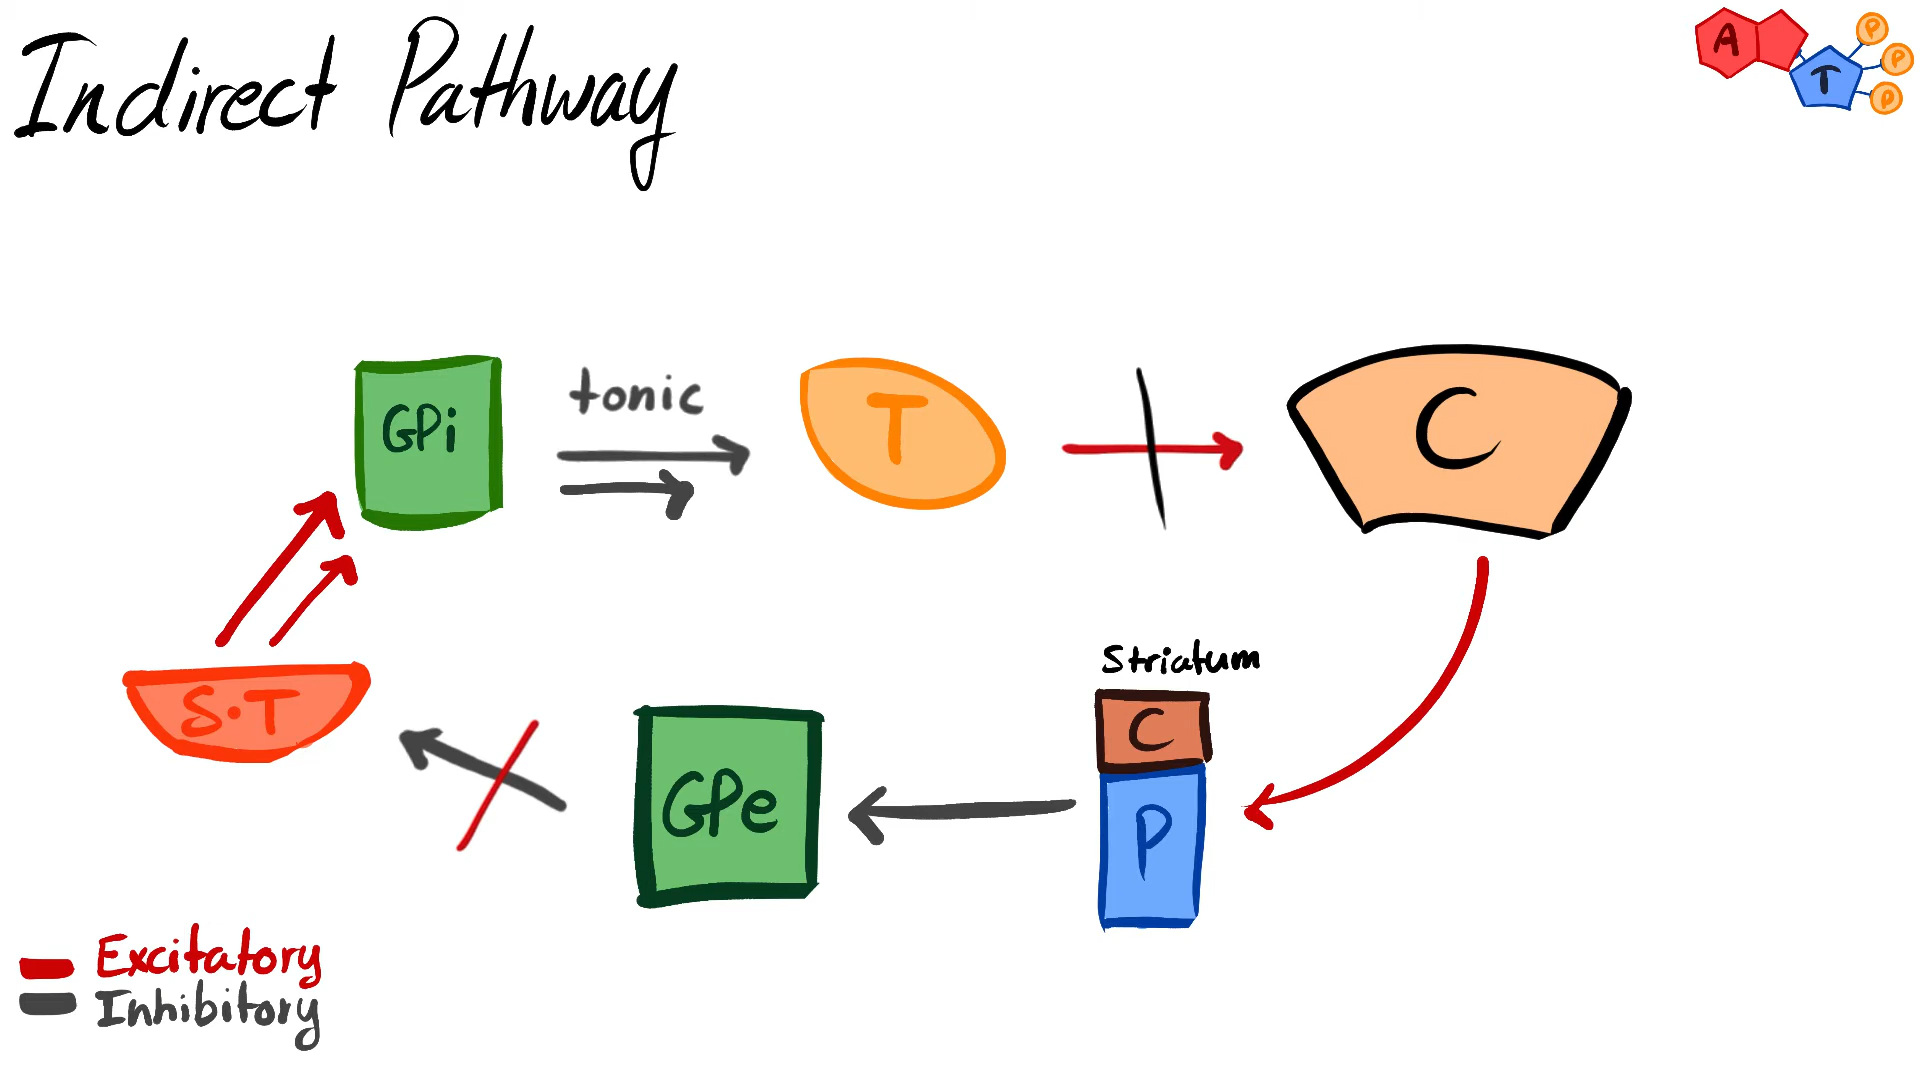 Indirect Pathway
A
T
P
P
P
GPi
tonic
T
C
S.T
GPe
Striatum
C
P
Excitatory
Inhibitory